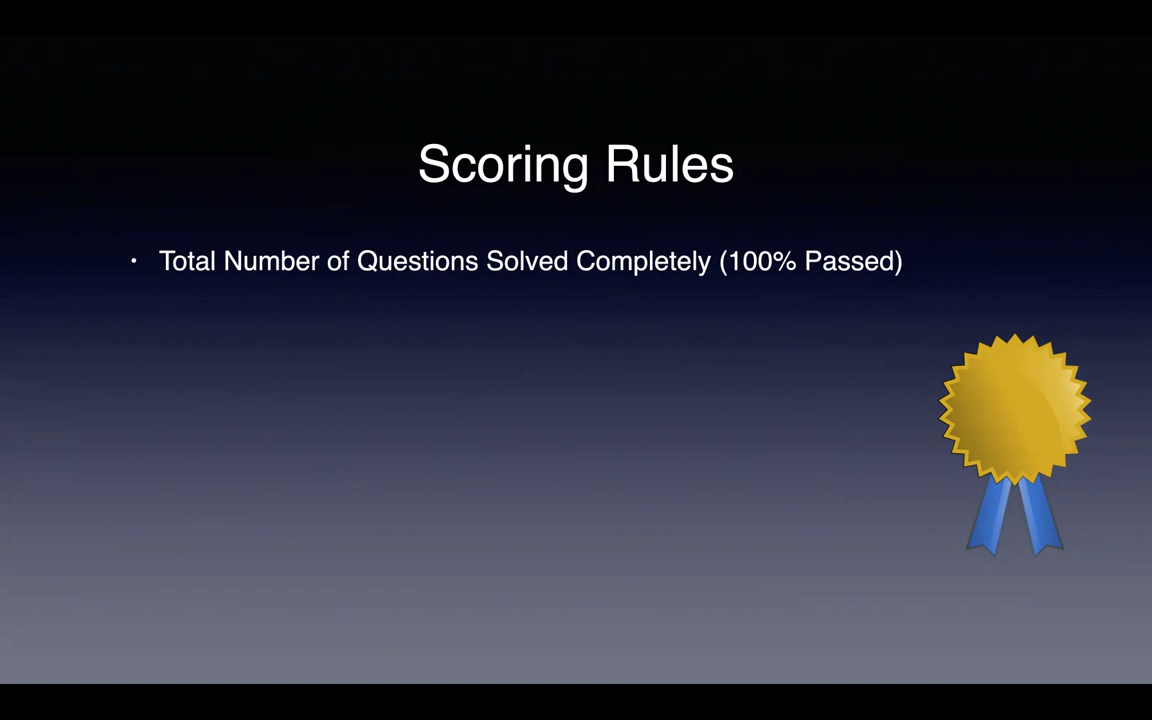 Scoring Rules
• Total Number of Questions Solved Completely (100% Passed)